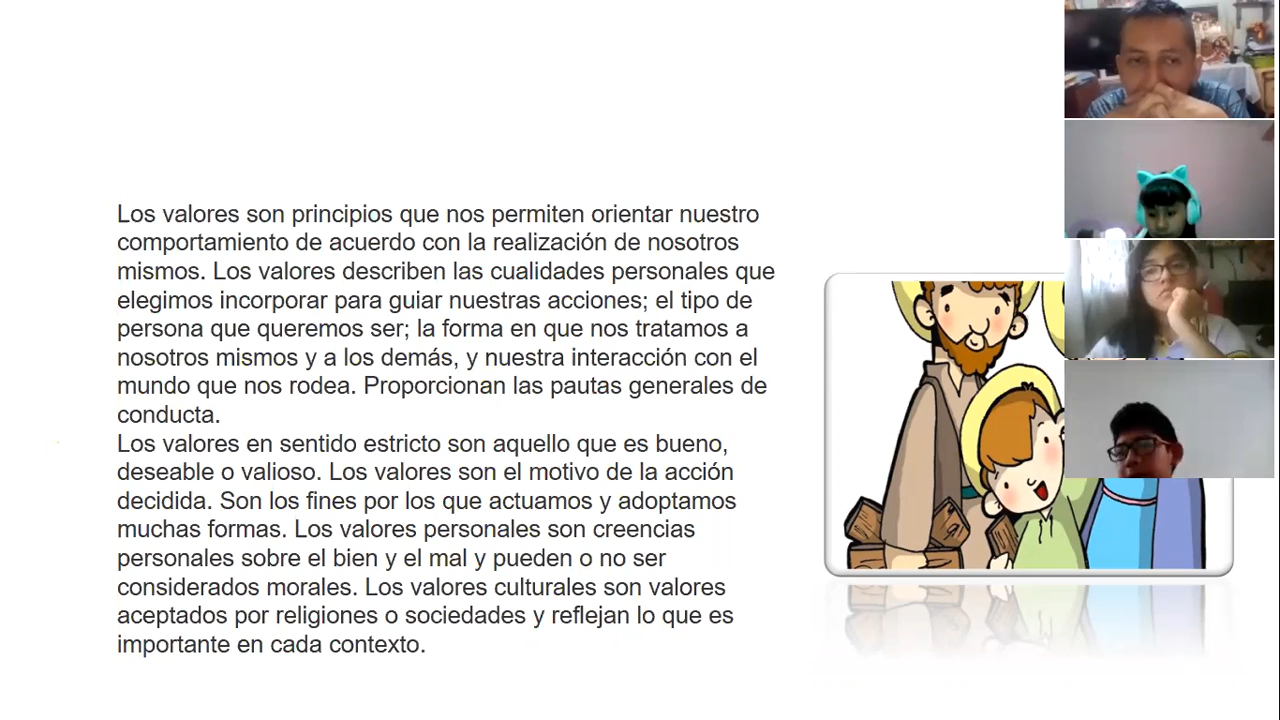 Los valores son principios que nos permiten orientar nuestro
comportamiento de acuerdo con la realización de nosotros
mismos. Los valores describen las cualidades personales que
elegimos incorporar para guiar nuestras acciones; el tipo de
persona que queremos ser; la forma en que nos tratamos a
nosotros mismos y a los demás, y nuestra interacción con el
mundo que nos rodea. Proporcionan las pautas generales de
conducta.
Los valores en sentido estricto son aquello que es bueno,
deseable o valioso. Los valores son el motivo de la acción
decidida. Son los fines por los que actuamos y adoptamos
muchas formas. Los valores personales son creencias
personales sobre el bien y el mal y pueden o no ser
considerados morales. Los valores culturales son valores
aceptados por religiones o sociedades y reflejan lo que es
importante en cada contexto.